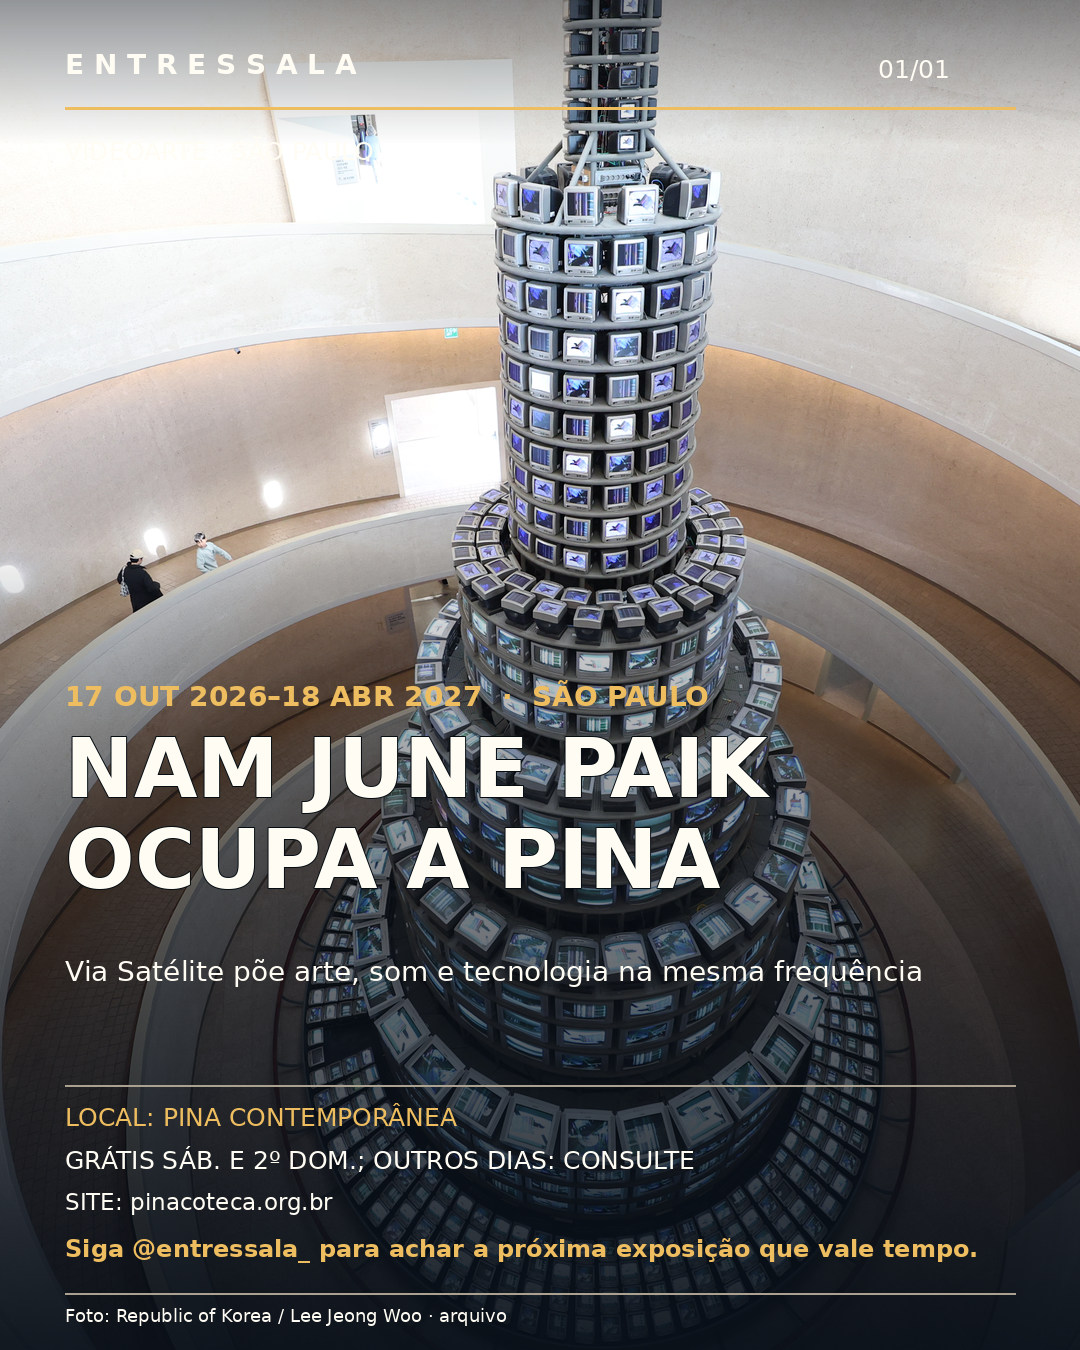 ENTRESSALA
01/01
17 OUT 2026–18 ABR 2027 · SÃO PAULO
NAM JUNE PAIK
OCUPA A PINA
Via Satélite põe arte, som e tecnologia na mesma frequência
LOCAL: PINA CONTEMPORÂNEA
GRÁTIS SÁB. E 2º DOM.; OUTROS DIAS: CONSULTE
SITE: pinacoteca.org.br
Siga @entressala_ para achar a próxima exposição que vale tempo.
Foto: Republic of Korea / Lee Jeong Woo · arquivo